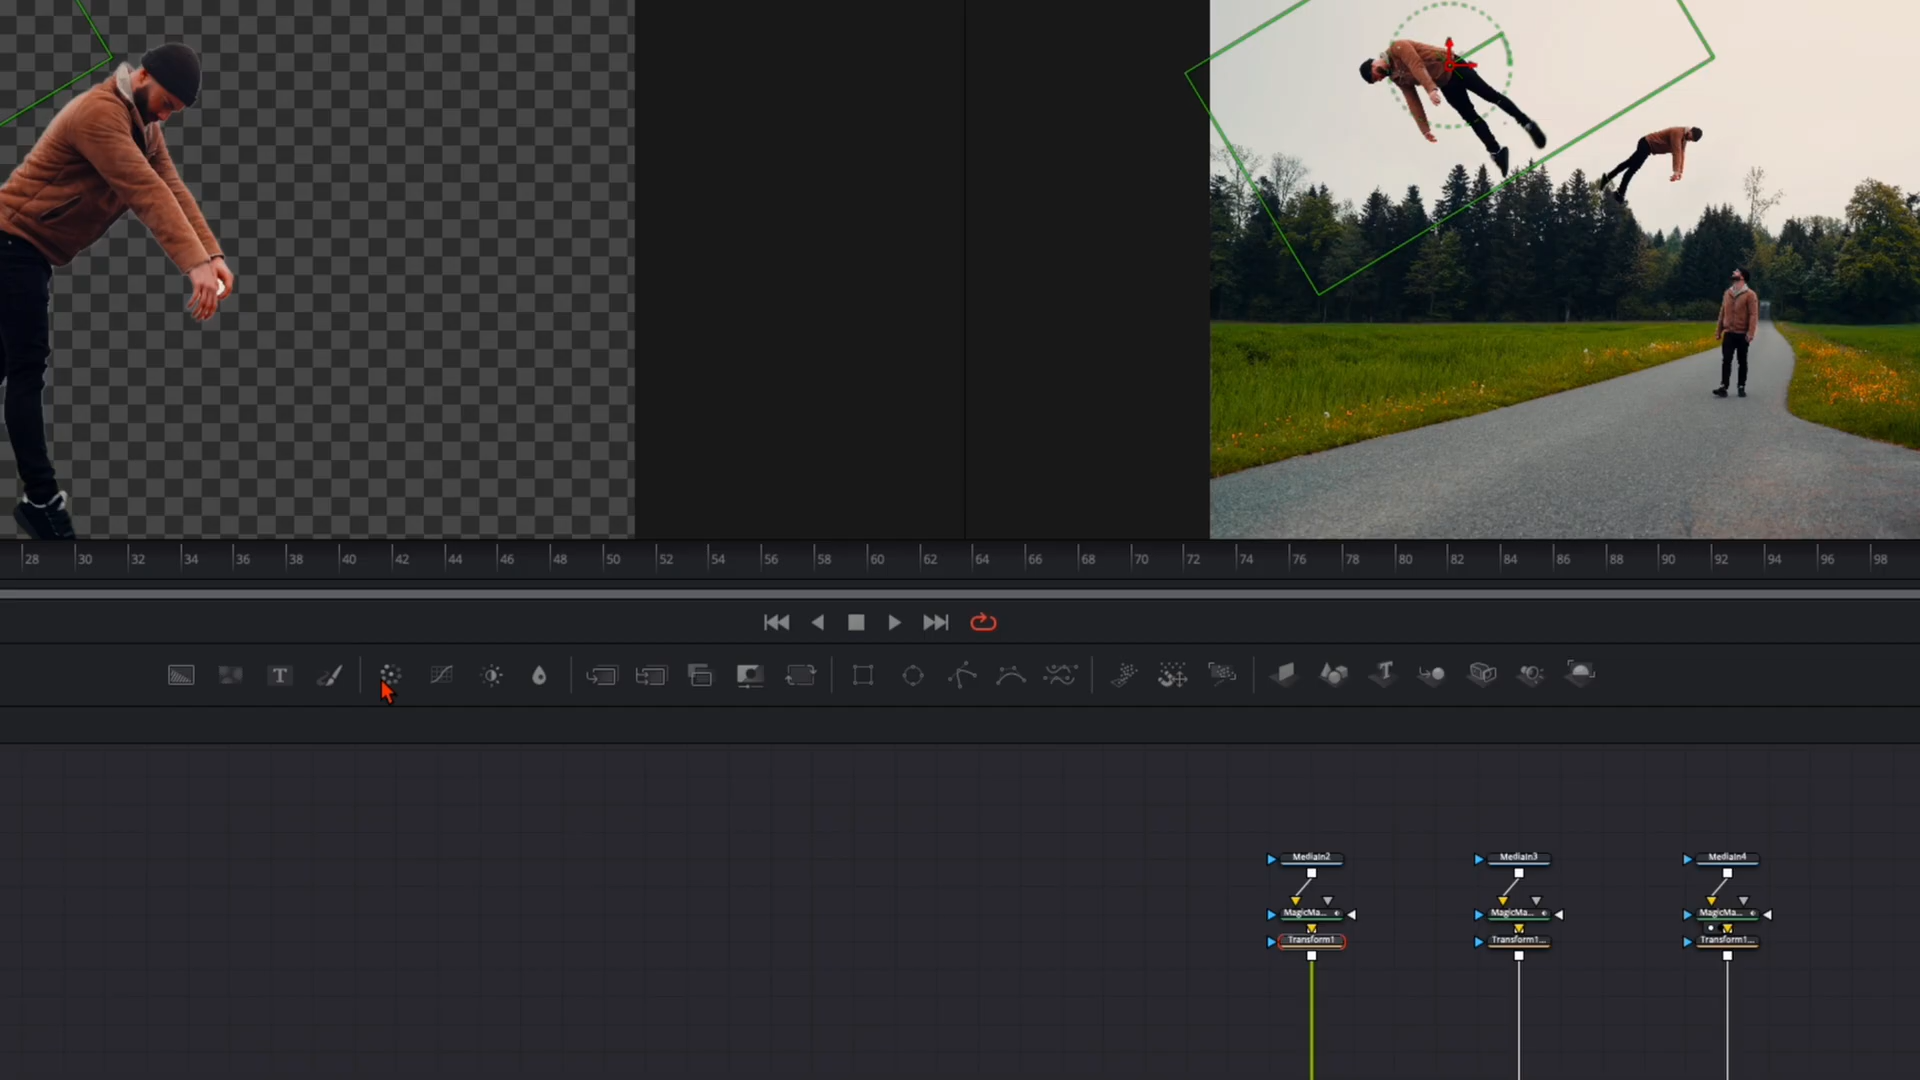 28 30 32 34 36 38 40 42 44 46 48 50 52 54 56 58 60 62 64 66 68 70 72 74 76 78 80 82 84 86 88 90 92 94 96 98
T
T
MediaIn2 MediaIn3 MediaIn4
MagicMa... MagicMa... MagicMa...
Transform1 Transform1... Transform1...